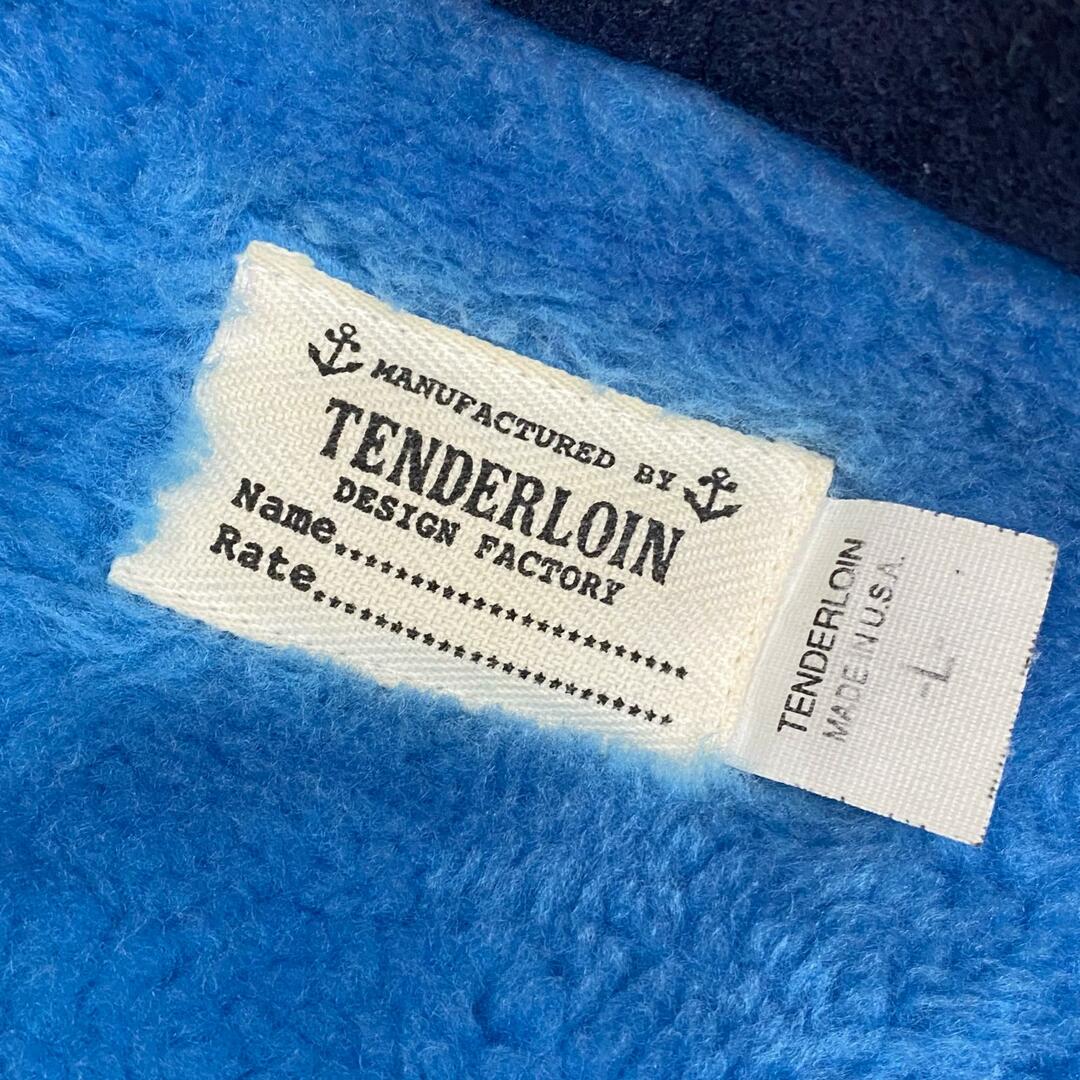 MANUFACTURED BY
TENDERLOIN
DESIGN FACTORY
Name
Rate
TENDERLOIN
MADE IN U.S.A.
L